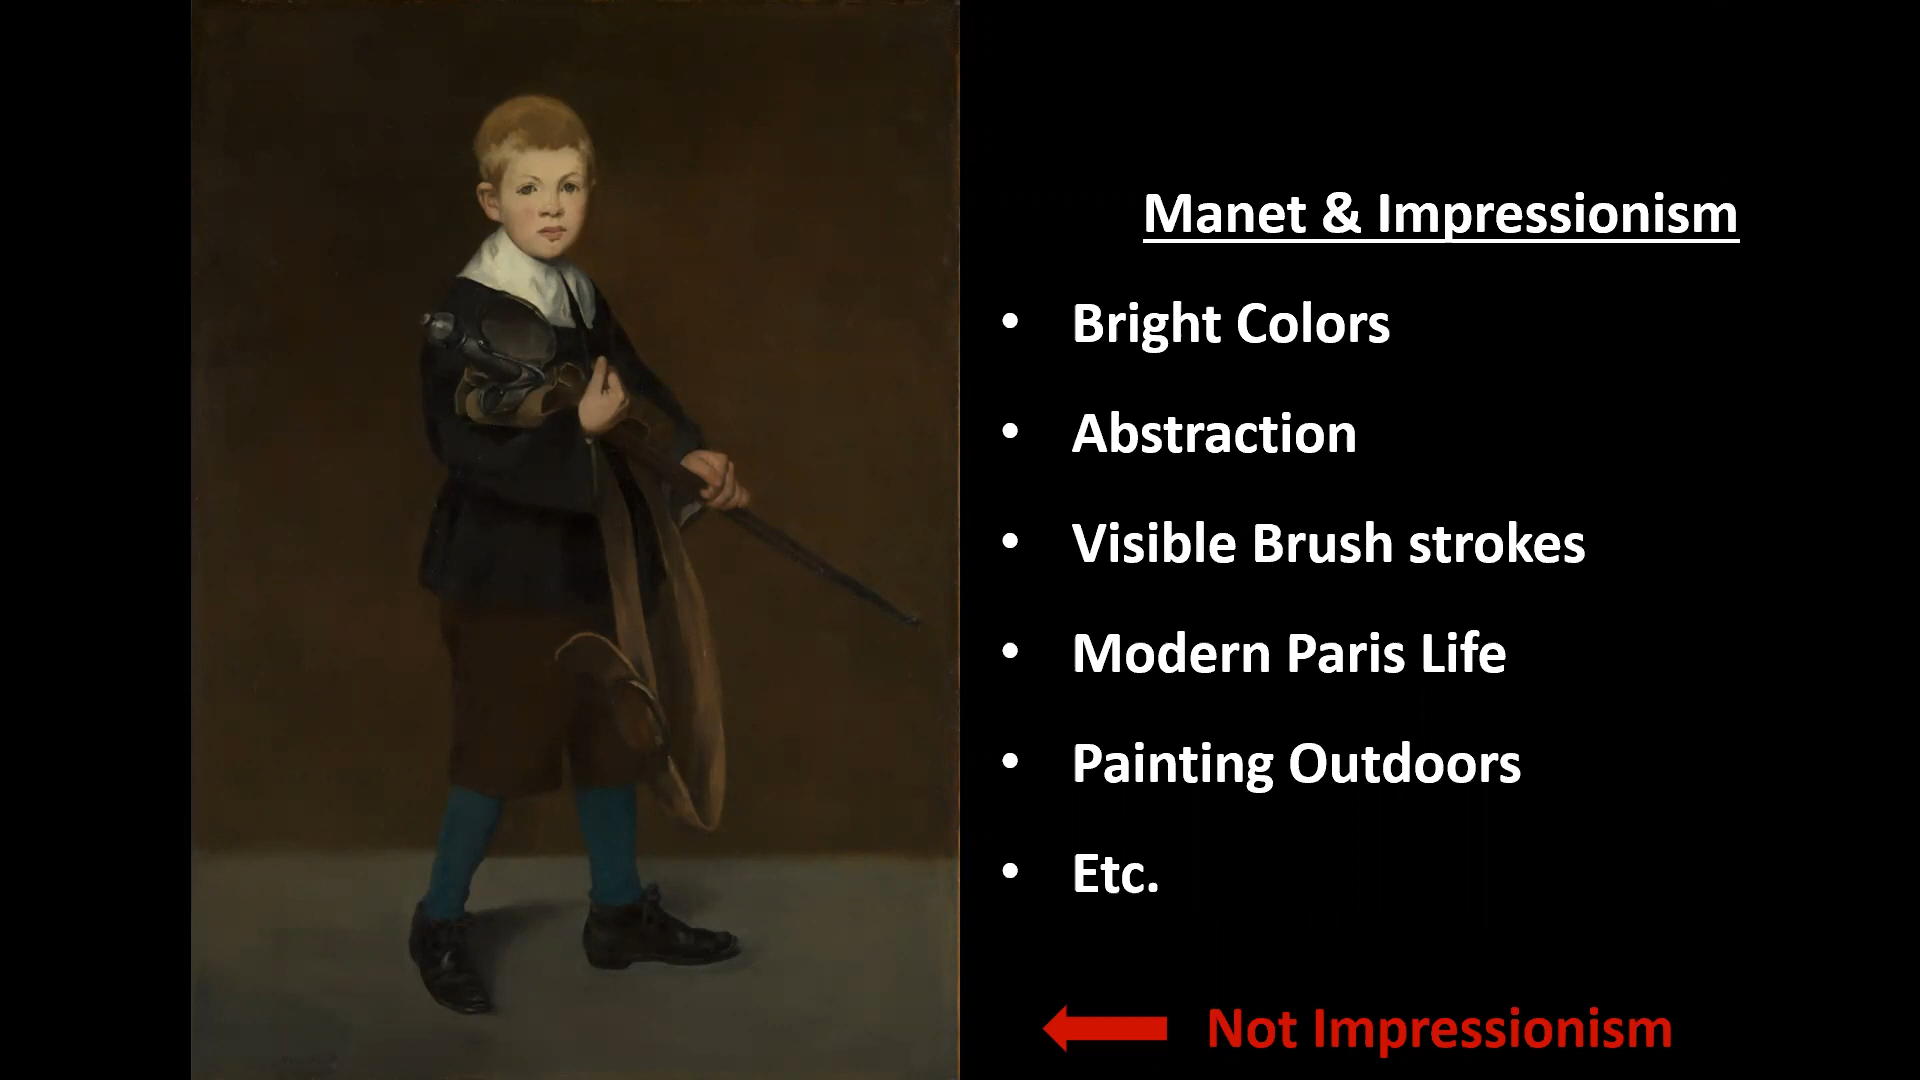 Manet & Impressionism
• Bright Colors
• Abstraction
• Visible Brush strokes
• Modern Paris Life
• Painting Outdoors
• Etc.
Not Impressionism